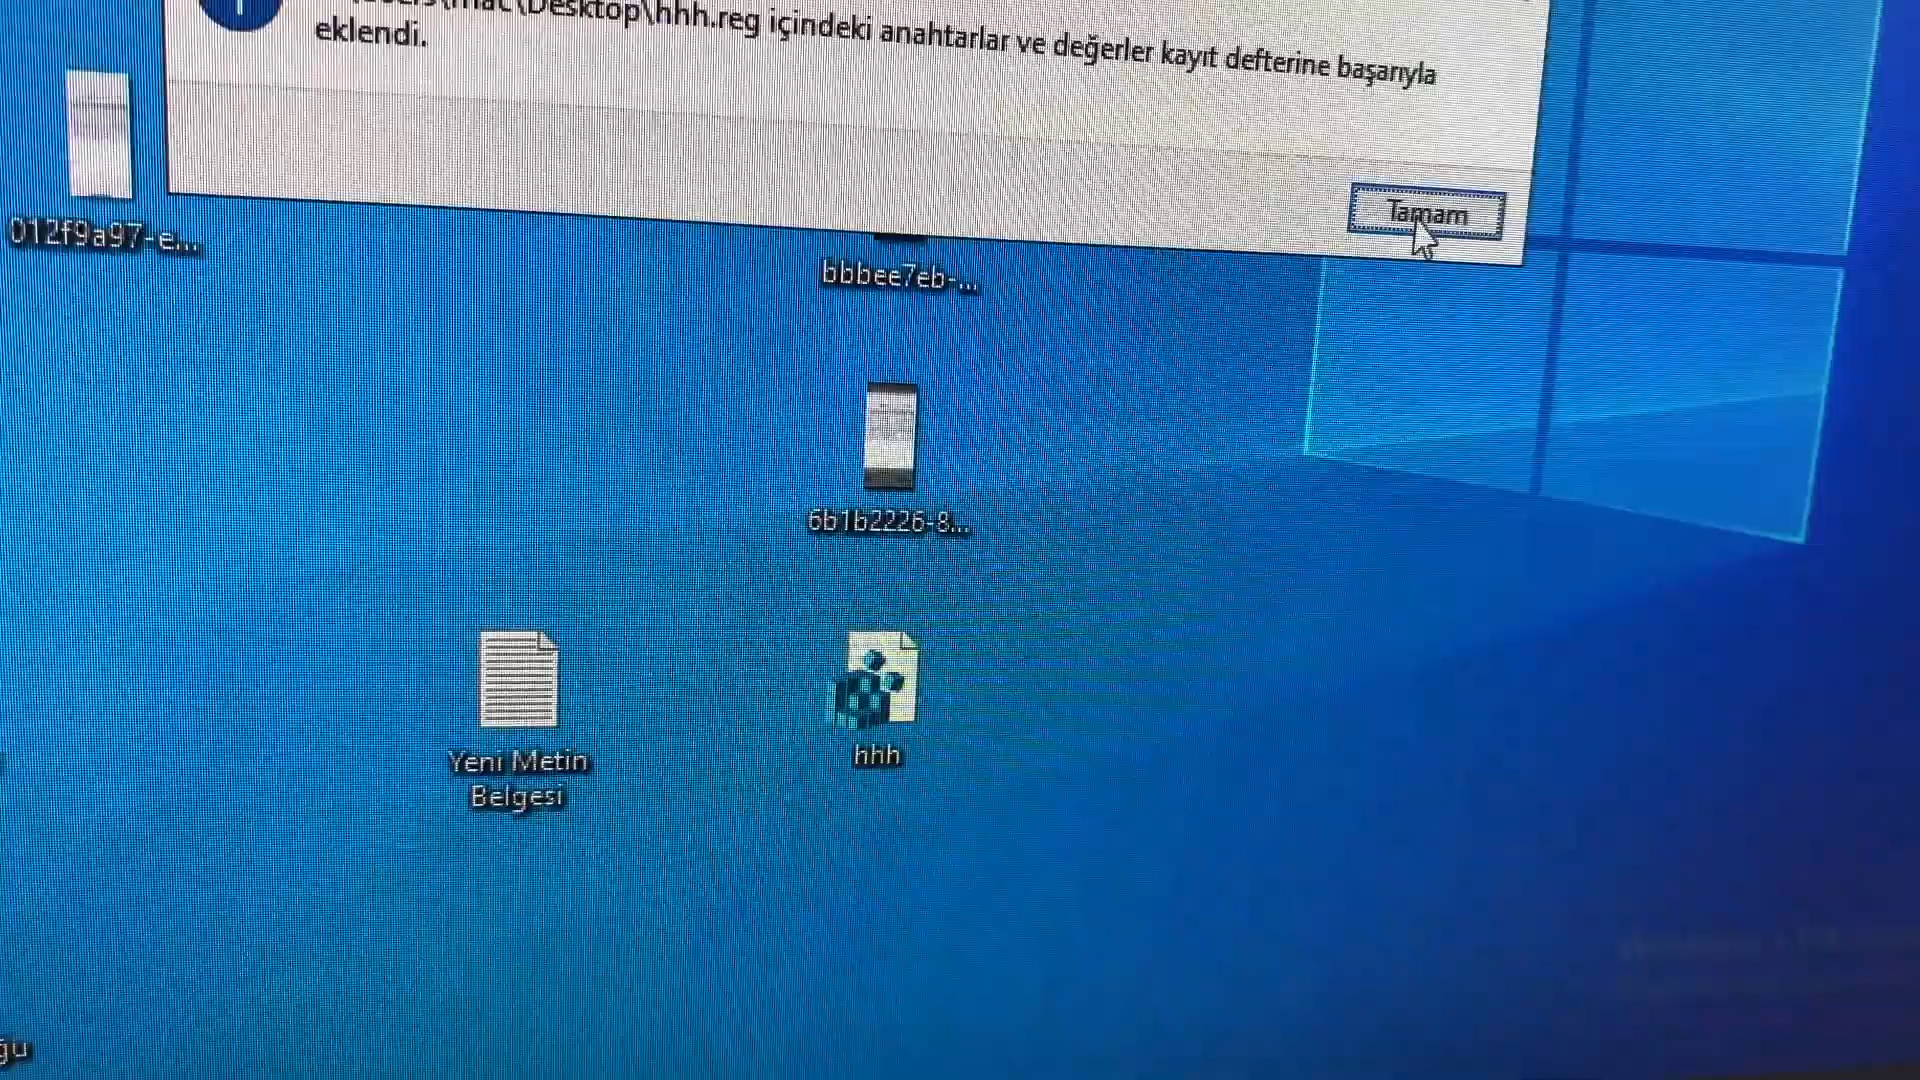 \Desktop\hhh.reg içindeki anahtarlar ve değerler kayıt defterine başarıyla
eklendi.
Tamam
012f9a97-e...
bbbee7eb-...
6b1b2226-8...
Yeni Metin
Belgesi
hhh
ğu